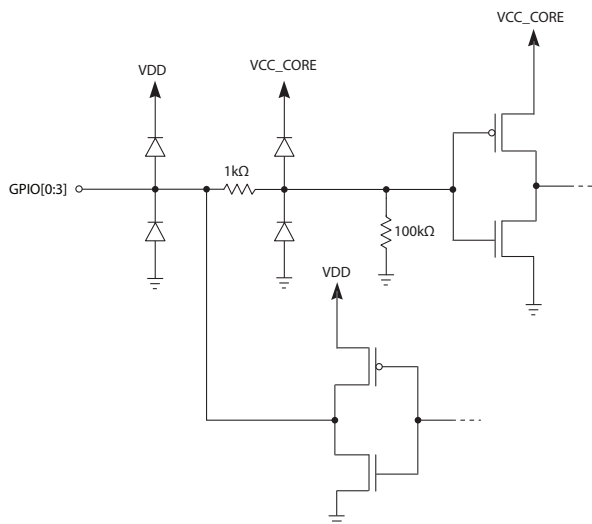 VCC_CORE
VDD
VCC_CORE
1kΩ
GPIO[0:3]
100kΩ
VDD